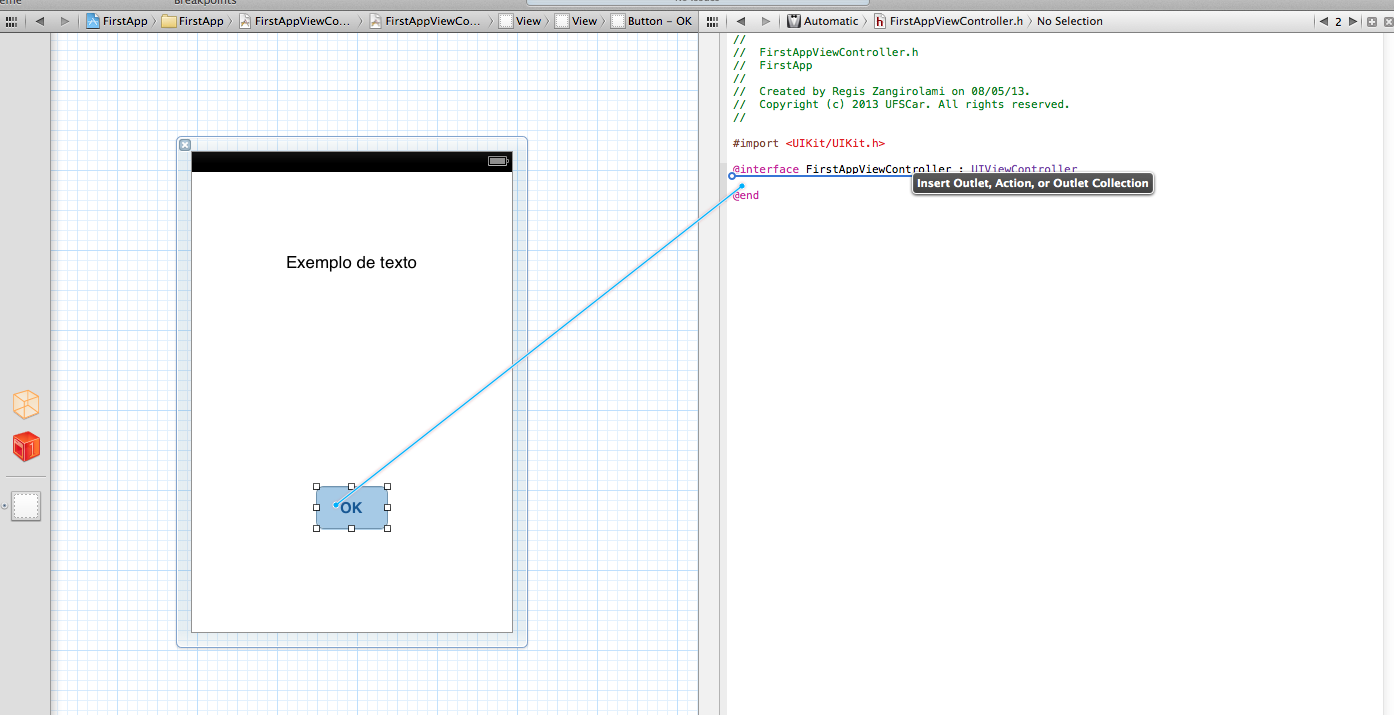 Breakpoints
FirstApp FirstApp FirstAppViewCo... FirstAppViewCo... View View Button – OK
Automatic FirstAppViewController.h No Selection 2
Exemplo de texto
OK
//
// FirstAppViewController.h
// FirstApp
//
// Created by Regis Zangirolami on 08/05/13.
// Copyright (c) 2013 UFSCar. All rights reserved.
//
#import <UIKit/UIKit.h>
@interface FirstAppViewController : UIViewController
Insert Outlet, Action, or Outlet Collection
@end